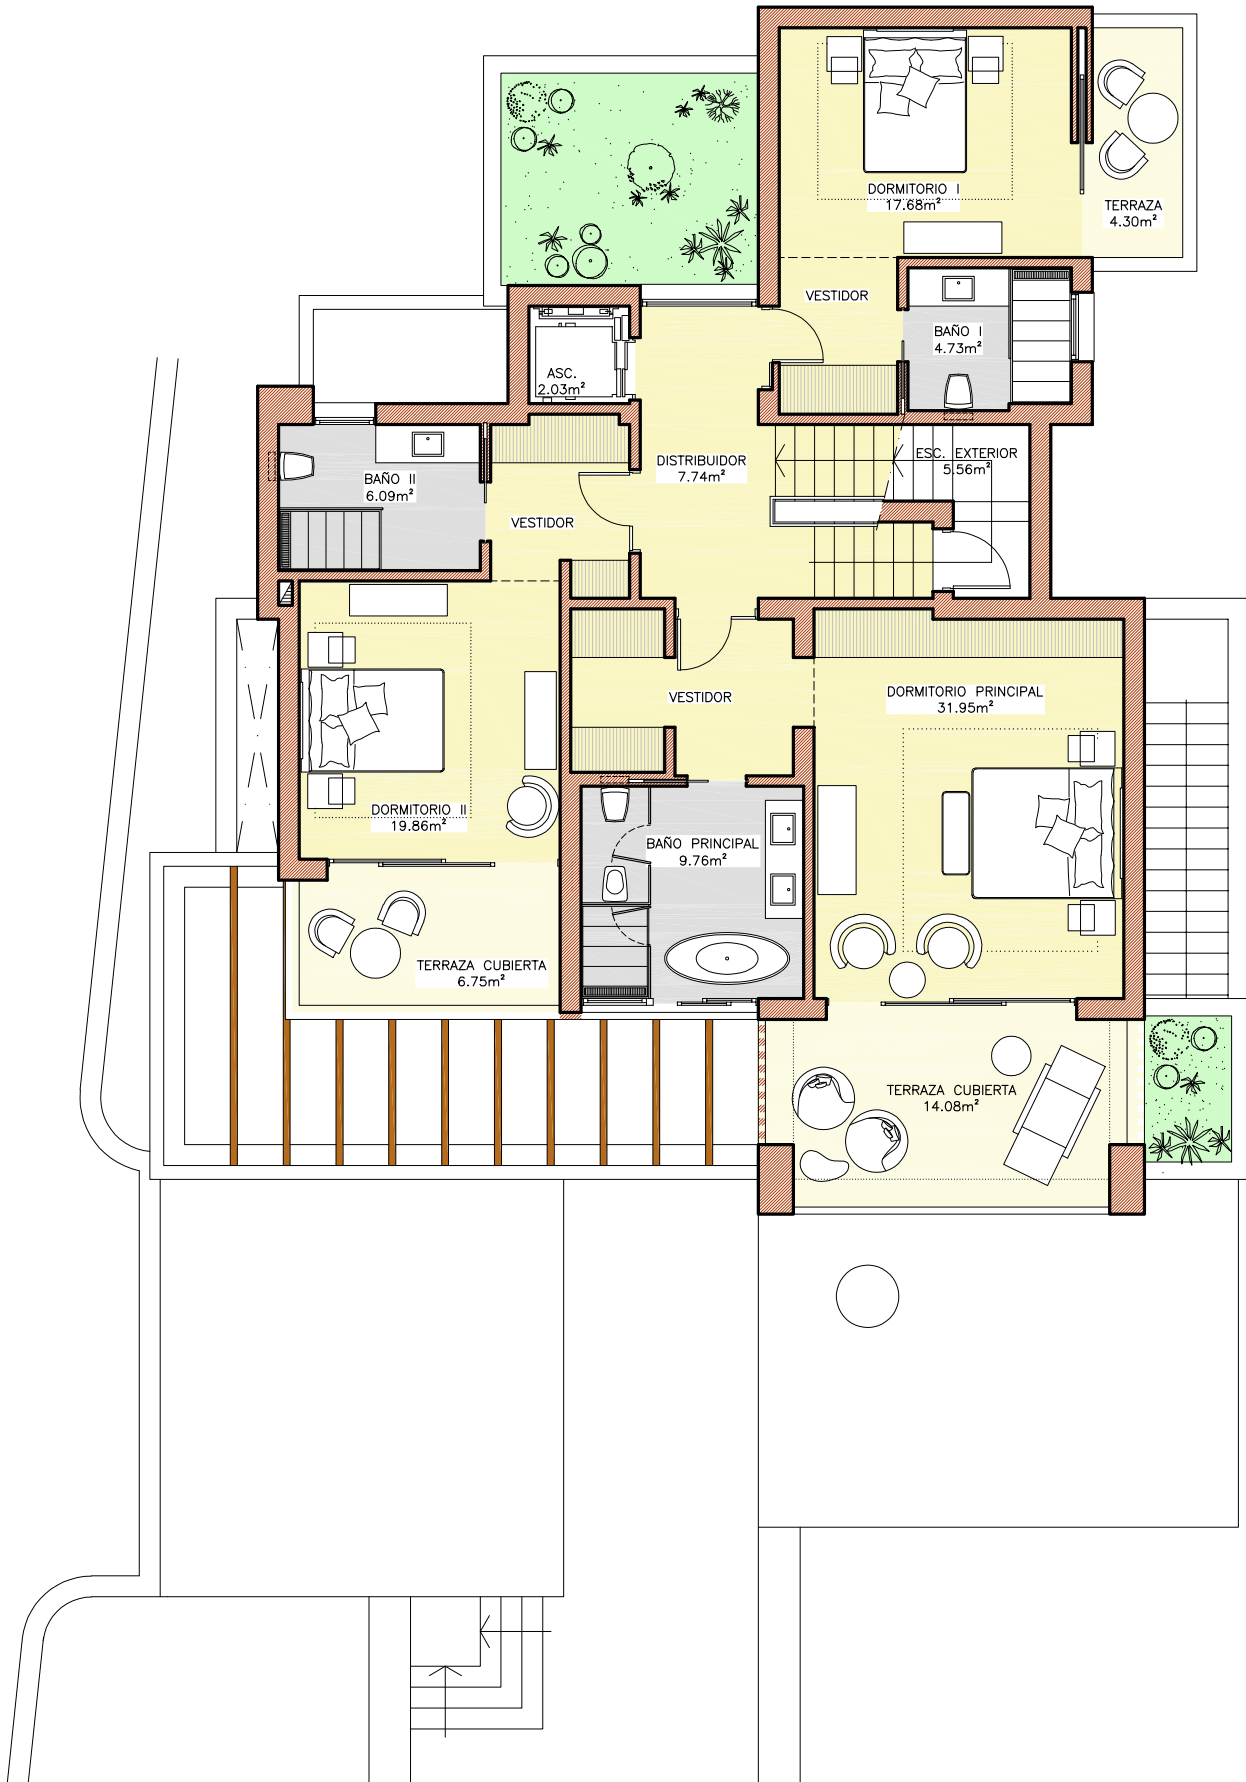 DORMITORIO I
17.68m²
TERRAZA
4.30m²
VESTIDOR
BAÑO I
4.73m²
ASC.
2.03m²
DISTRIBUIDOR
7.74m²
ESC. EXTERIOR
5.56m²
BAÑO II
6.09m²
VESTIDOR
VESTIDOR
DORMITORIO PRINCIPAL
31.95m²
DORMITORIO II
19.86m²
BAÑO PRINCIPAL
9.76m²
TERRAZA CUBIERTA
6.75m²
TERRAZA CUBIERTA
14.08m²